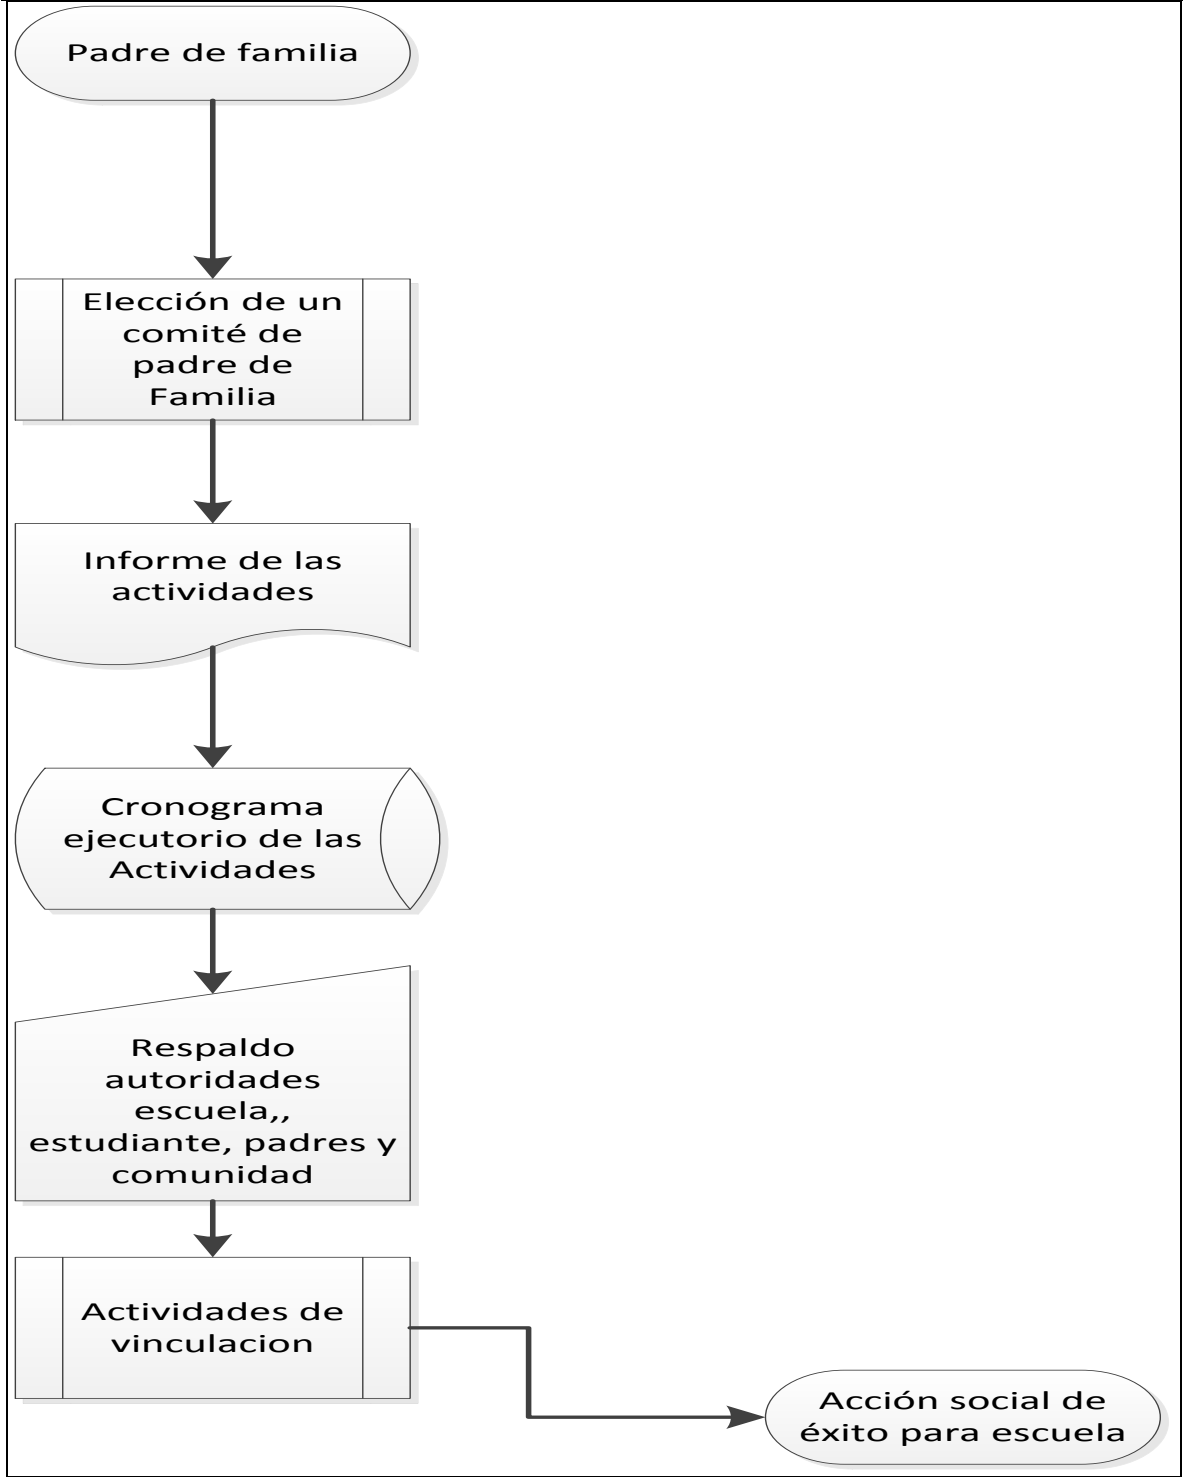 Padre de familia
Elección de un
comité de
padre de
Familia
Informe de las
actividades
Cronograma
ejecutorio de las
Actividades
Respaldo
autoridades
escuela,,
estudiante, padres y
comunidad
Actividades de
vinculacion
Acción social de
éxito para escuela